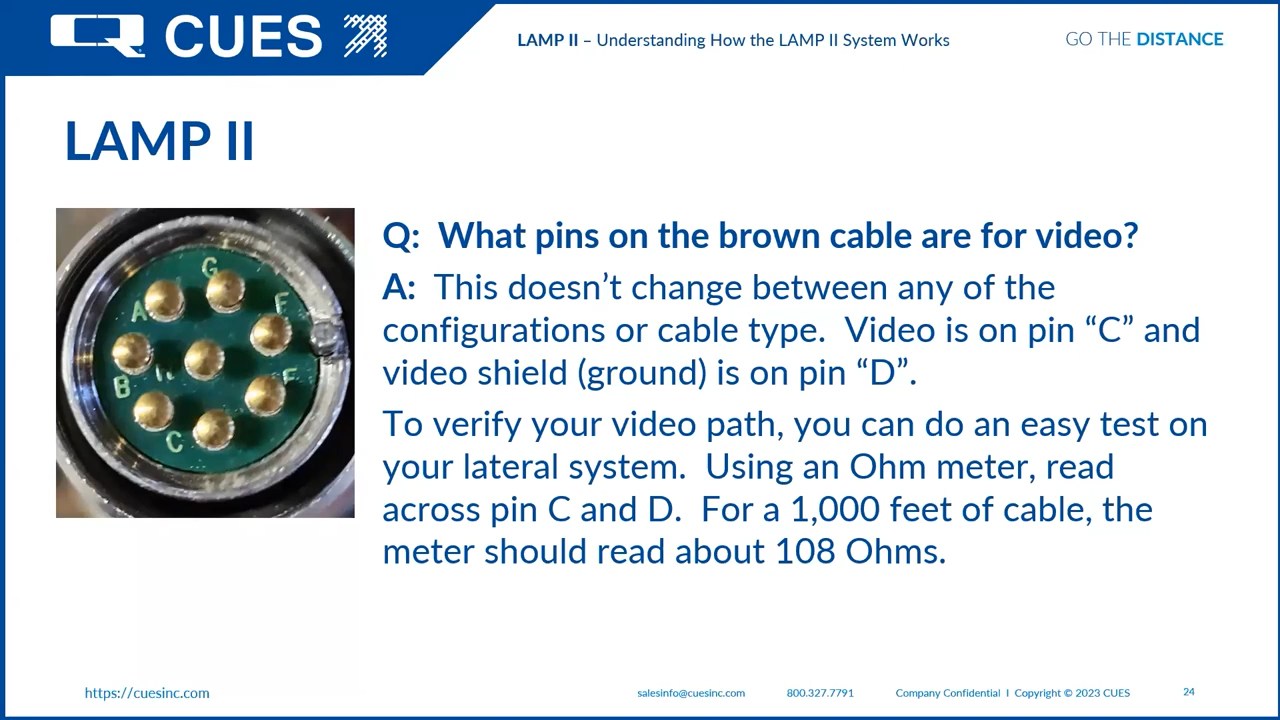 CUES
LAMP II – Understanding How the LAMP II System Works
GO THE DISTANCE
LAMP II
G
A
F
B
E
C
Q: What pins on the brown cable are for video?
A: This doesn’t change between any of the
configurations or cable type. Video is on pin “C” and
video shield (ground) is on pin “D”.
To verify your video path, you can do an easy test on
your lateral system. Using an Ohm meter, read
across pin C and D. For a 1,000 feet of cable, the
meter should read about 108 Ohms.
https://cuesinc.com
salesinfo@cuesinc.com
800.327.7791
Company Confidential I Copyright © 2023 CUES
24